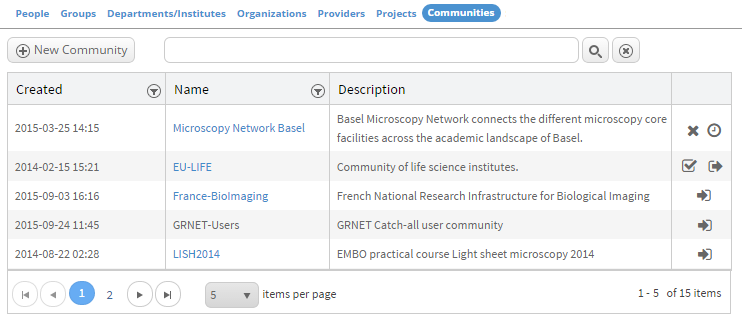 People Groups Departments/Institutes Organizations Providers Projects Communities
New Community
Created Name Description
2015-03-25 14:15 Microscopy Network Basel Basel Microscopy Network connects the different microscopy core
facilities across the academic landscape of Basel.
2014-02-15 15:21 EU-LIFE Community of life science institutes.
2015-09-03 16:16 France-BioImaging French National Research Infrastructure for Biological Imaging
2015-09-24 11:45 GRNET-Users GRNET Catch-all user community
2014-08-22 02:28 LISH2014 EMBO practical course Light sheet microscopy 2014
1 2 5 items per page 1 - 5 of 15 items